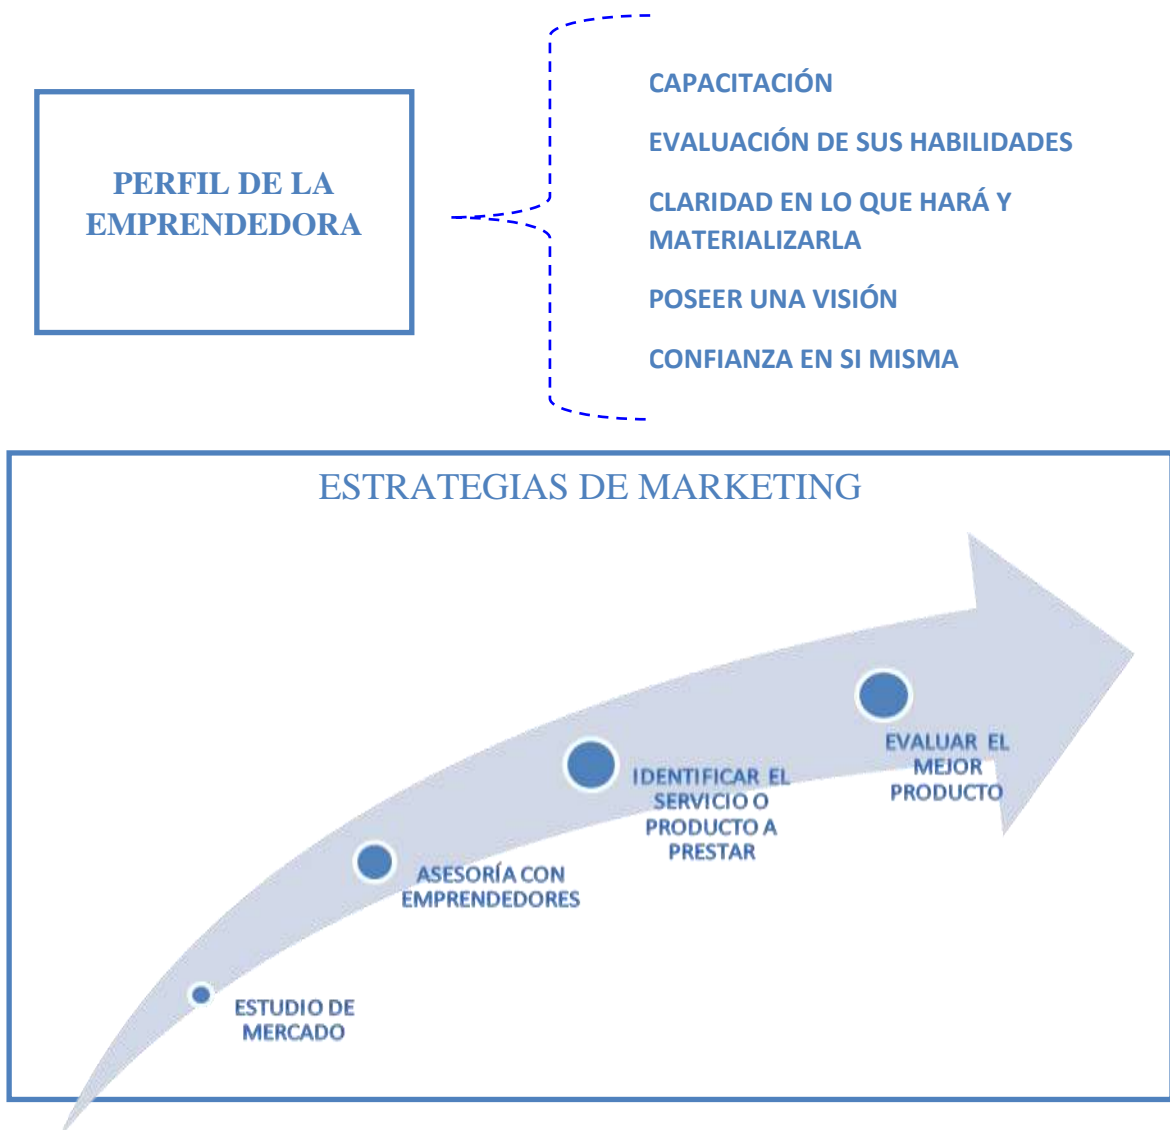 PERFIL DE LA
EMPRENDEDORA
CAPACITACIÓN
EVALUACIÓN DE SUS HABILIDADES
CLARIDAD EN LO QUE HARÁ Y
MATERIALIZARLA
POSEER UNA VISIÓN
CONFIANZA EN SI MISMA
ESTRATEGIAS DE MARKETING
ESTUDIO DE
MERCADO
ASESORÍA CON
EMPRENDEDORES
IDENTIFICAR EL
SERVICIO O
PRODUCTO A
PRESTAR
EVALUAR EL
MEJOR
PRODUCTO